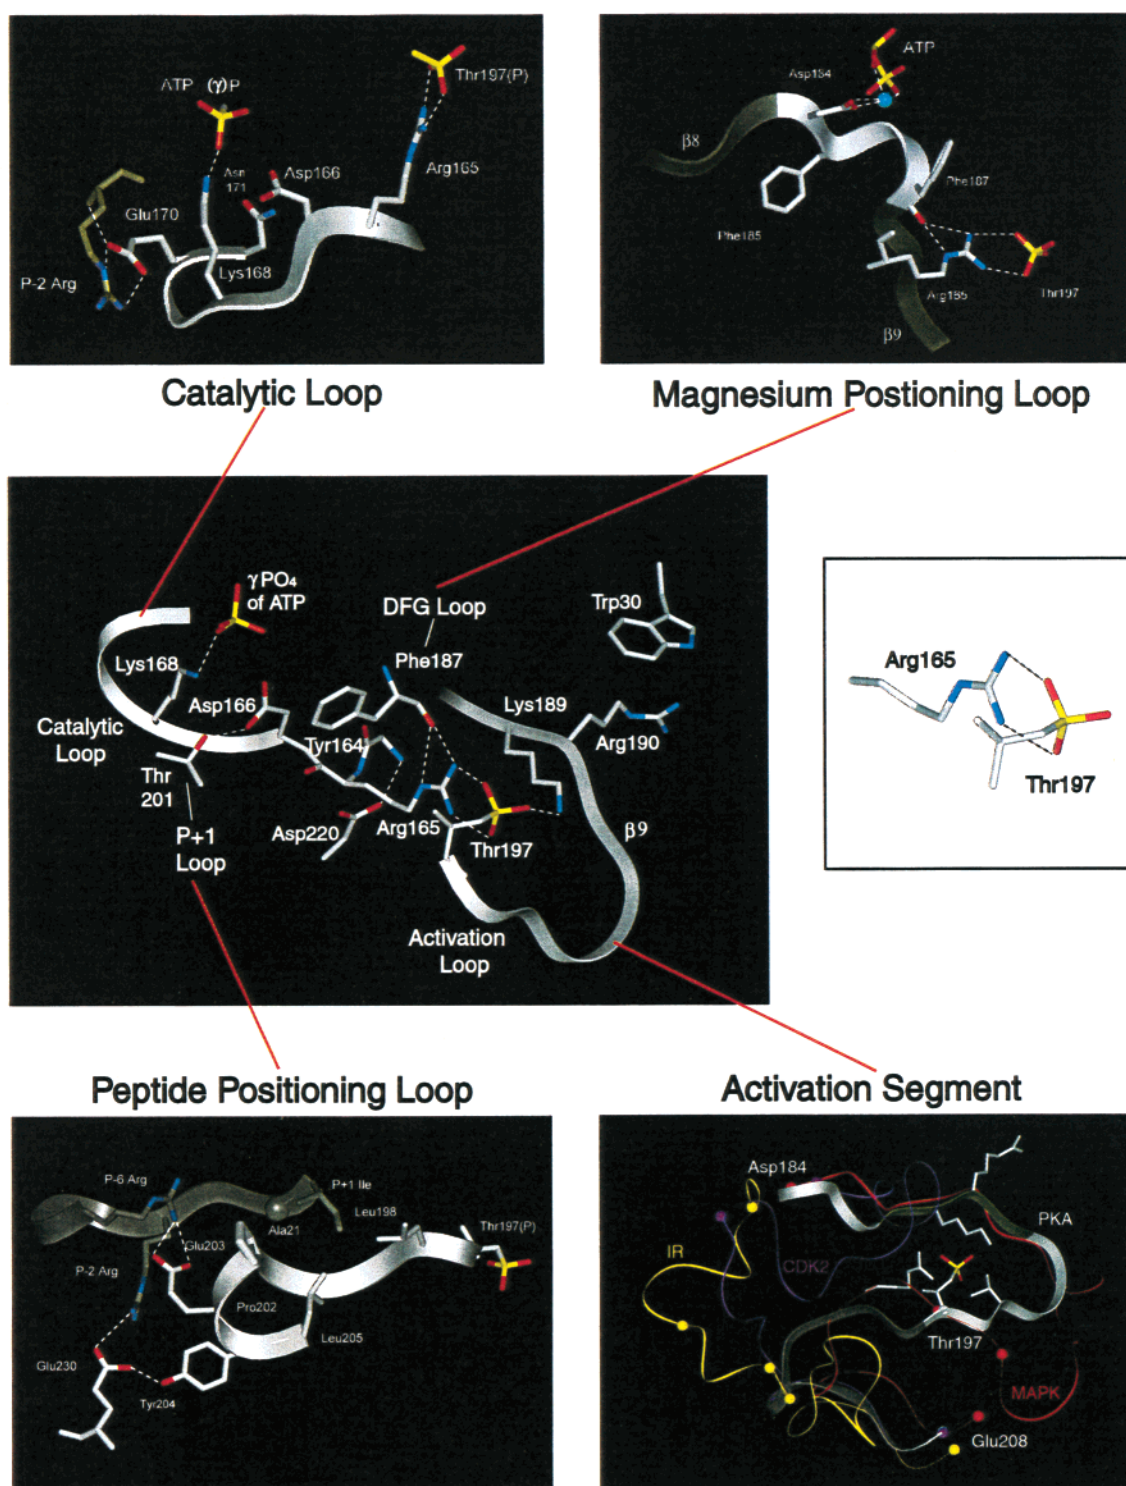 ATP (γ)P
Thr197(P)
Asn
171
Asp166
Arg165
Glu170
Lys168
P-2 Arg
Catalytic Loop
ATP
Asp184
β8
Phe187
Phe185
Arg165
Thr197
β9
Magnesium Postioning Loop
γPO₄
of ATP
DFG Loop
Trp30
Lys168
Phe187
Asp166
Lys189
Catalytic
Loop
Tyr164
Arg190
Thr
201
Asp220
Arg165
Thr197
β9
P+1
Loop
Activation
Loop
Arg165
Thr197
Peptide Positioning Loop
P-6 Arg
P+1 Ile
Leu198
Ala21
Thr197(P)
Glu203
P-2 Arg
Pro202
Leu205
Glu230
Tyr204
Activation Segment
Asp184
PKA
IR
CDK2
Thr197
MAPK
Glu208